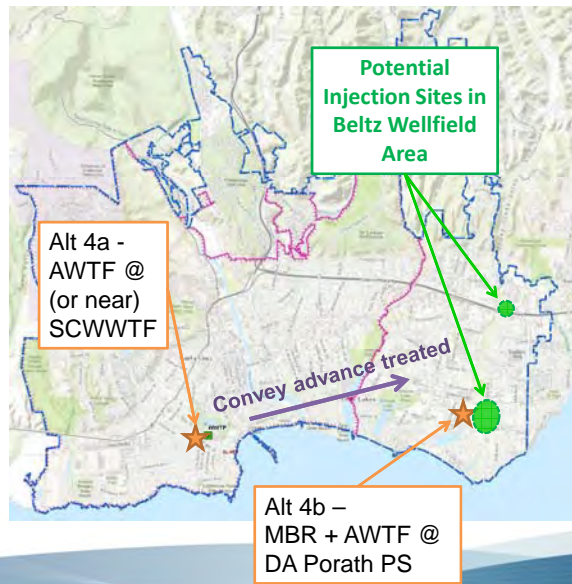 Potential
Injection Sites in
Beltz Wellfield
Area
Alt 4a -
AWTF @
(or near)
SCWWTF
Convey advance treated
WWTP
Alt 4b –
MBR + AWTF @
DA Porath PS